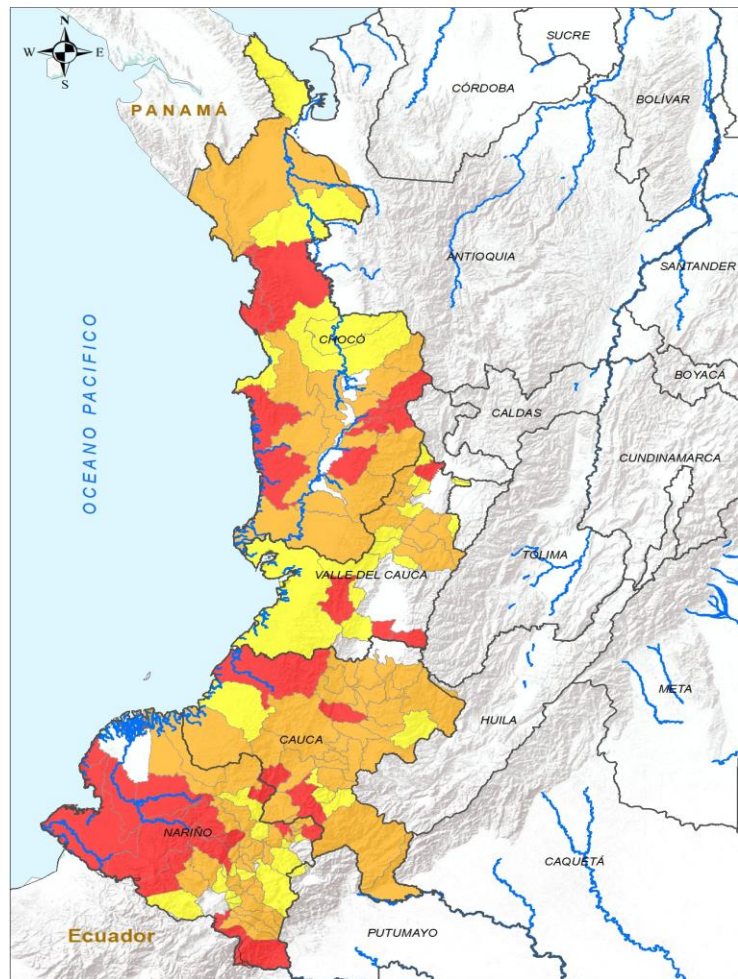 N
W E
S
SUCRE
CÓRDOBA
BOLÍVAR
PANAMÁ
ANTIOQUIA
SANTANDER
OCEANO PACIFICO
CHOCÓ
BOYACÁ
CALDAS
CUNDINAMARCA
TOLIMA
VALLE DEL CAUCA
META
HUILA
CAUCA
NARIÑO
CAQUETÁ
Ecuador
PUTUMAYO